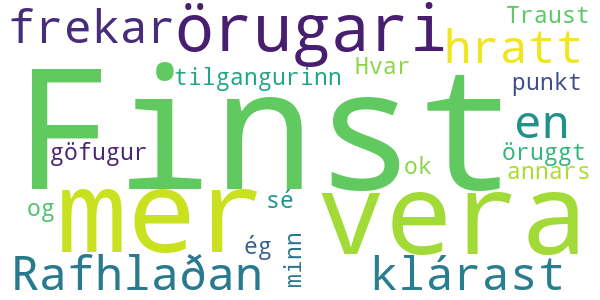 frekar örugari Traust
hratt
Finst tilgangurinn Hvar punkt
en
göfugur ok öruggt
annars
og mer sé vera
ég minn
Rafhlaðan klárast